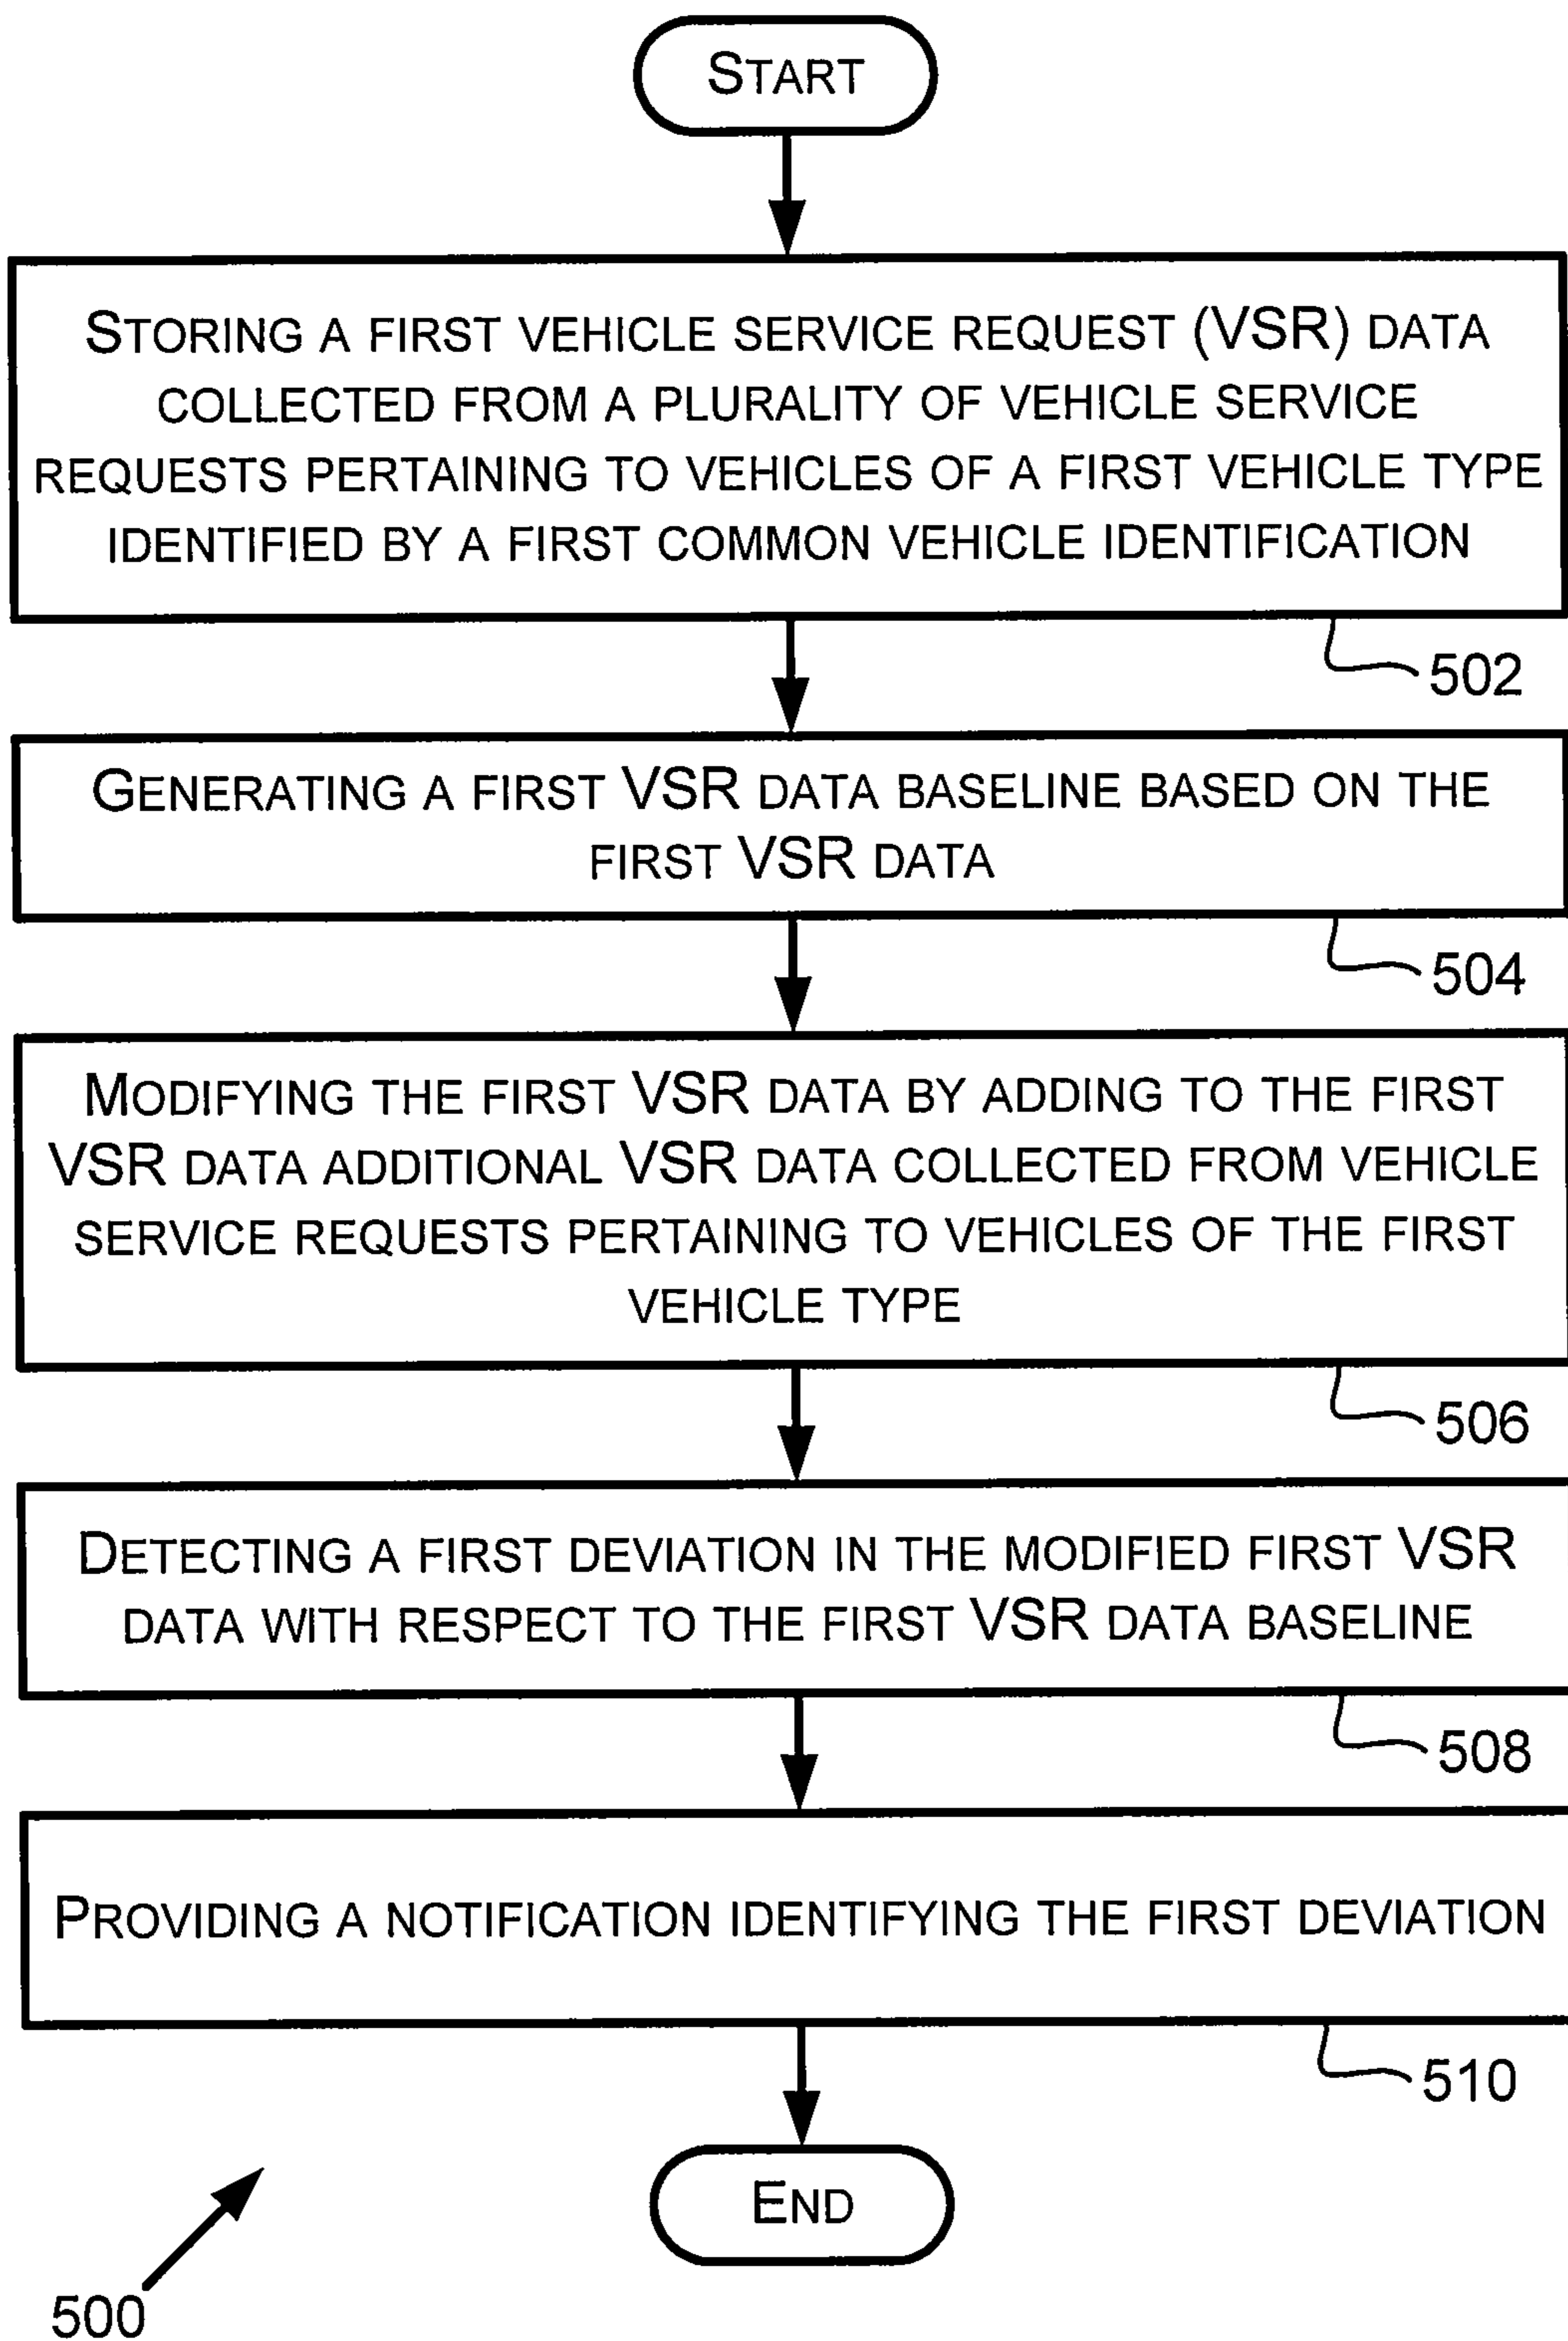 START
STORING A FIRST VEHICLE SERVICE REQUEST (VSR) DATA
COLLECTED FROM A PLURALITY OF VEHICLE SERVICE
REQUESTS PERTAINING TO VEHICLES OF A FIRST VEHICLE TYPE
IDENTIFIED BY A FIRST COMMON VEHICLE IDENTIFICATION
502
GENERATING A FIRST VSR DATA BASELINE BASED ON THE
FIRST VSR DATA
504
MODIFYING THE FIRST VSR DATA BY ADDING TO THE FIRST
VSR DATA ADDITIONAL VSR DATA COLLECTED FROM VEHICLE
SERVICE REQUESTS PERTAINING TO VEHICLES OF THE FIRST
VEHICLE TYPE
506
DETECTING A FIRST DEVIATION IN THE MODIFIED FIRST VSR
DATA WITH RESPECT TO THE FIRST VSR DATA BASELINE
508
PROVIDING A NOTIFICATION IDENTIFYING THE FIRST DEVIATION
510
END
500